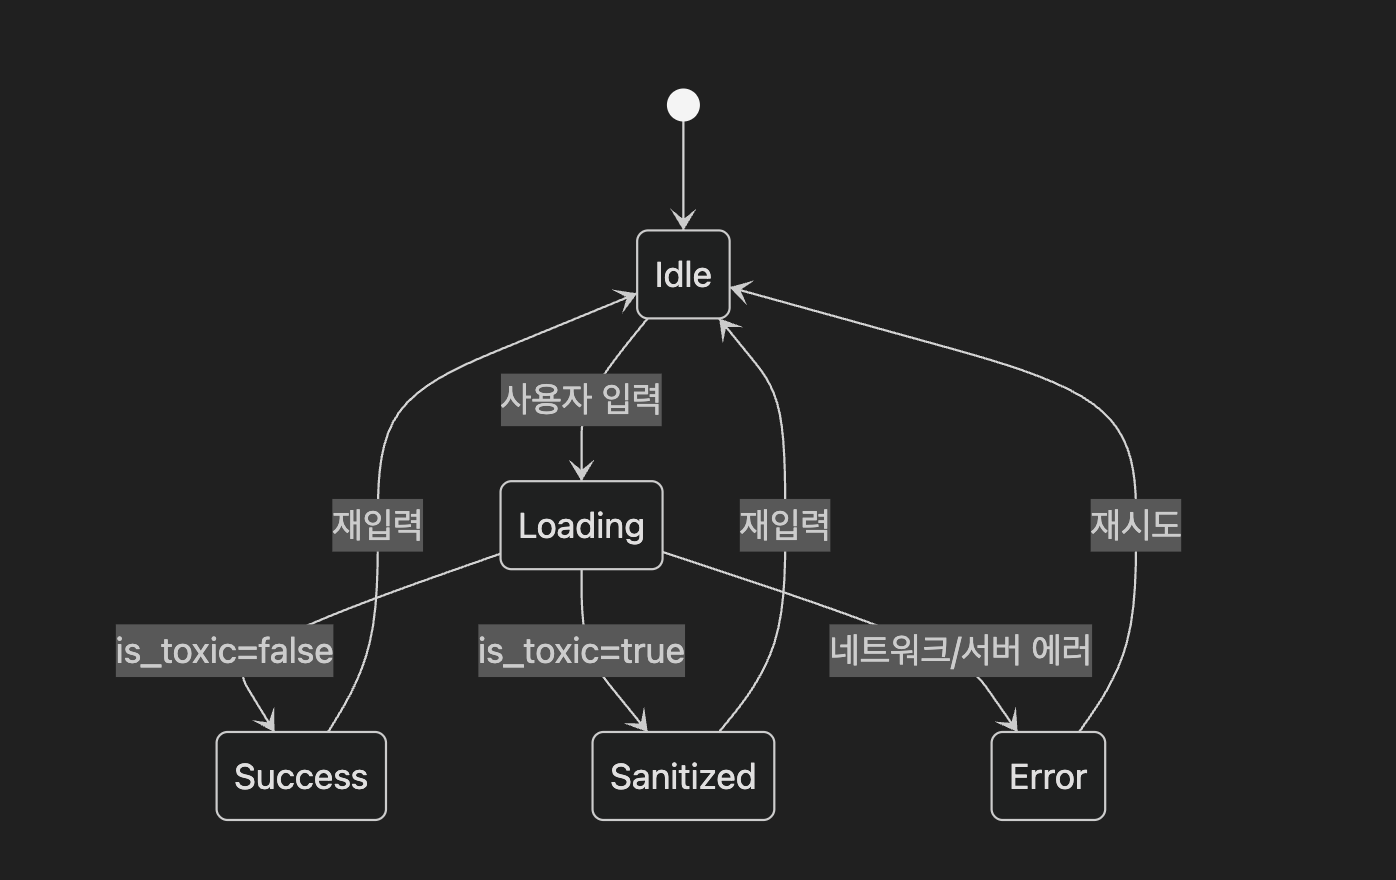 Idle
사용자 입력
재입력
Loading
재입력
재시도
is_toxic=false
is_toxic=true
네트워크/서버 에러
Success
Sanitized
Error